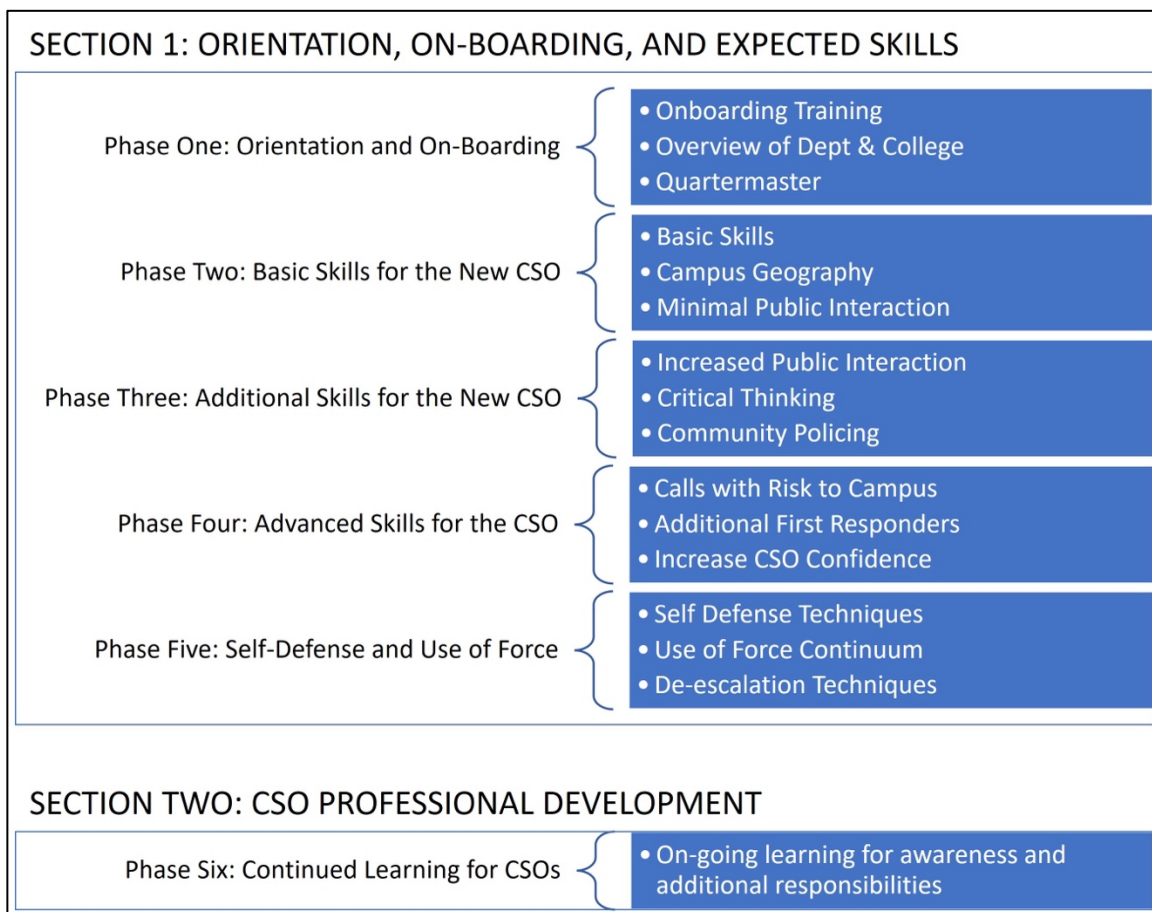 SECTION 1: ORIENTATION, ON-BOARDING, AND EXPECTED SKILLS
Phase One: Orientation and On-Boarding
• Onboarding Training
• Overview of Dept & College
• Quartermaster
Phase Two: Basic Skills for the New CSO
• Basic Skills
• Campus Geography
• Minimal Public Interaction
Phase Three: Additional Skills for the New CSO
• Increased Public Interaction
• Critical Thinking
• Community Policing
Phase Four: Advanced Skills for the CSO
• Calls with Risk to Campus
• Additional First Responders
• Increase CSO Confidence
Phase Five: Self-Defense and Use of Force
• Self Defense Techniques
• Use of Force Continuum
• De-escalation Techniques
SECTION TWO: CSO PROFESSIONAL DEVELOPMENT
Phase Six: Continued Learning for CSOs
• On-going learning for awareness and
additional responsibilities